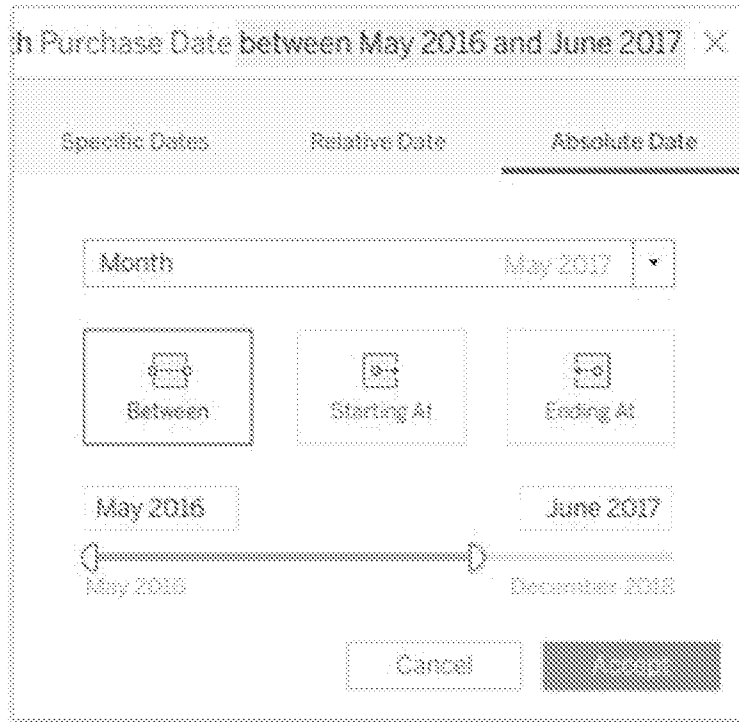 h Purchase Date between May 2016 and June 2017 ×
Specific Dates Relative Date Absolute Date
Month May 2017
Between Starting At Ending At
May 2016 June 2017
May 2016 December 2018
Cancel